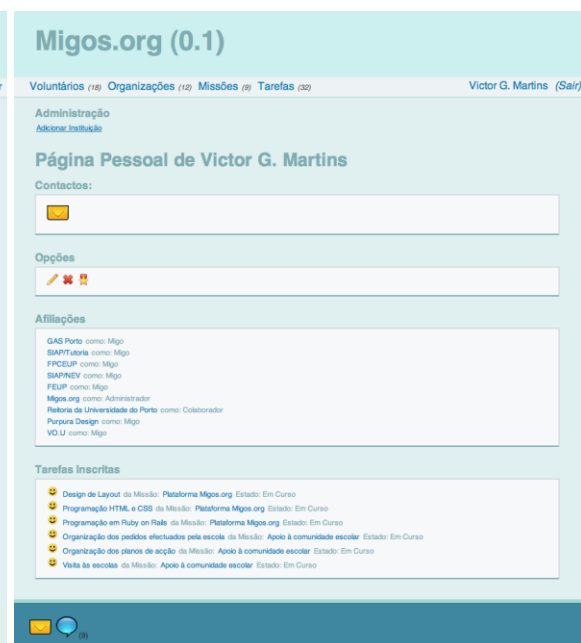 Migos.org (0.1)
Voluntários (18) Organizações (12) Missões (9) Tarefas (32) Victor G. Martins (Sair)
Administração
Adicionar Instituição
Página Pessoal de Victor G. Martins
Contactos:
Opções
Afiliações
GAS Porto como: Migo
SIAP/Tutoria como: Migo
FPCEUP como: Migo
SIAP/NEV como: Migo
FEUP como: Migo
Migos.org como: Administrador
Reitoria da Universidade do Porto como: Colaborador
Purpura Design como: Migo
VO.U como: Migo
Tarefas Inscritas
Design de Layout da Missão: Plataforma Migos.org Estado: Em Curso
Programação HTML e CSS da Missão: Plataforma Migos.org Estado: Em Curso
Programação em Ruby on Rails da Missão: Plataforma Migos.org Estado: Em Curso
Organização dos pedidos efectuados pela escola da Missão: Apoio à comunidade escolar Estado: Em Curso
Organização dos planos de acção da Missão: Apoio à comunidade escolar Estado: Em Curso
Visita às escolas da Missão: Apoio à comunidade escolar Estado: Em Curso